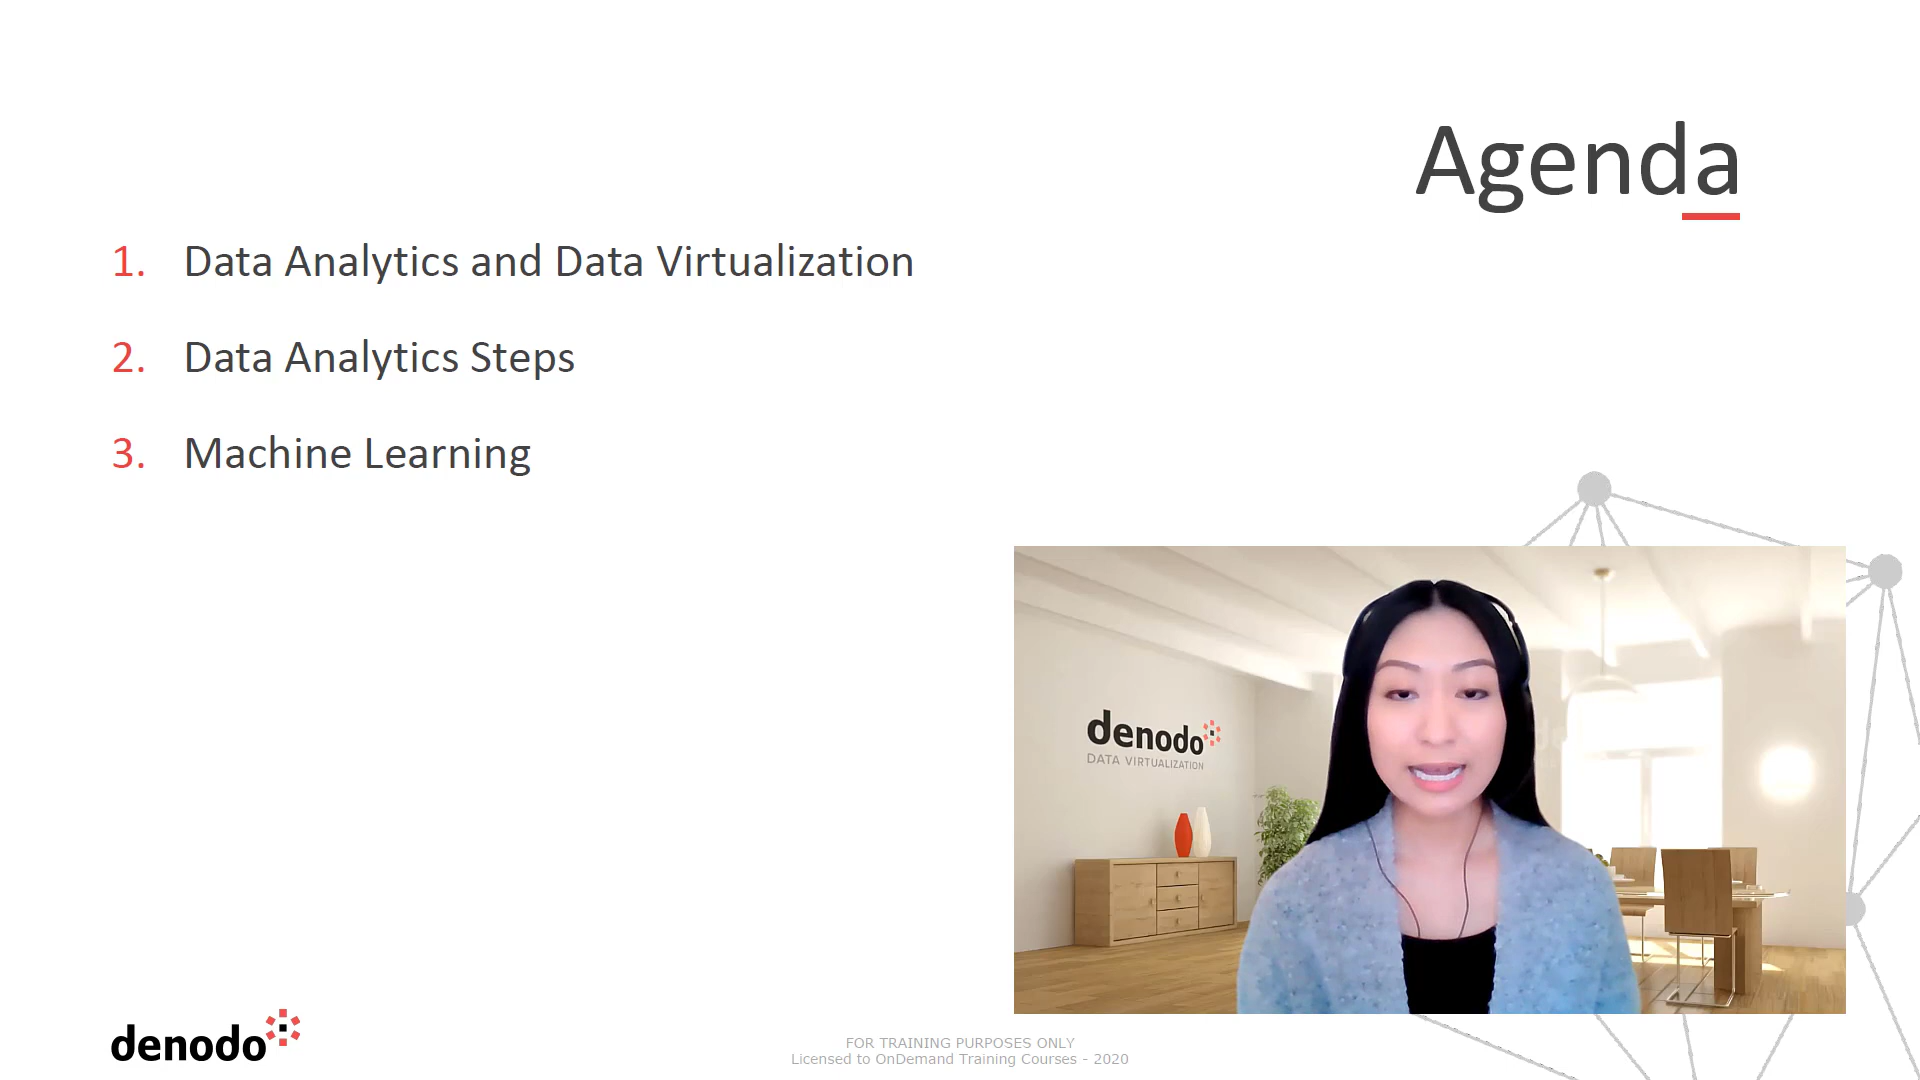 Agenda
1. Data Analytics and Data Virtualization
2. Data Analytics Steps
3. Machine Learning
denodo
DATA VIRTUALIZATION
denodo
FOR TRAINING PURPOSES ONLY
Licensed to OnDemand Training Courses - 2020